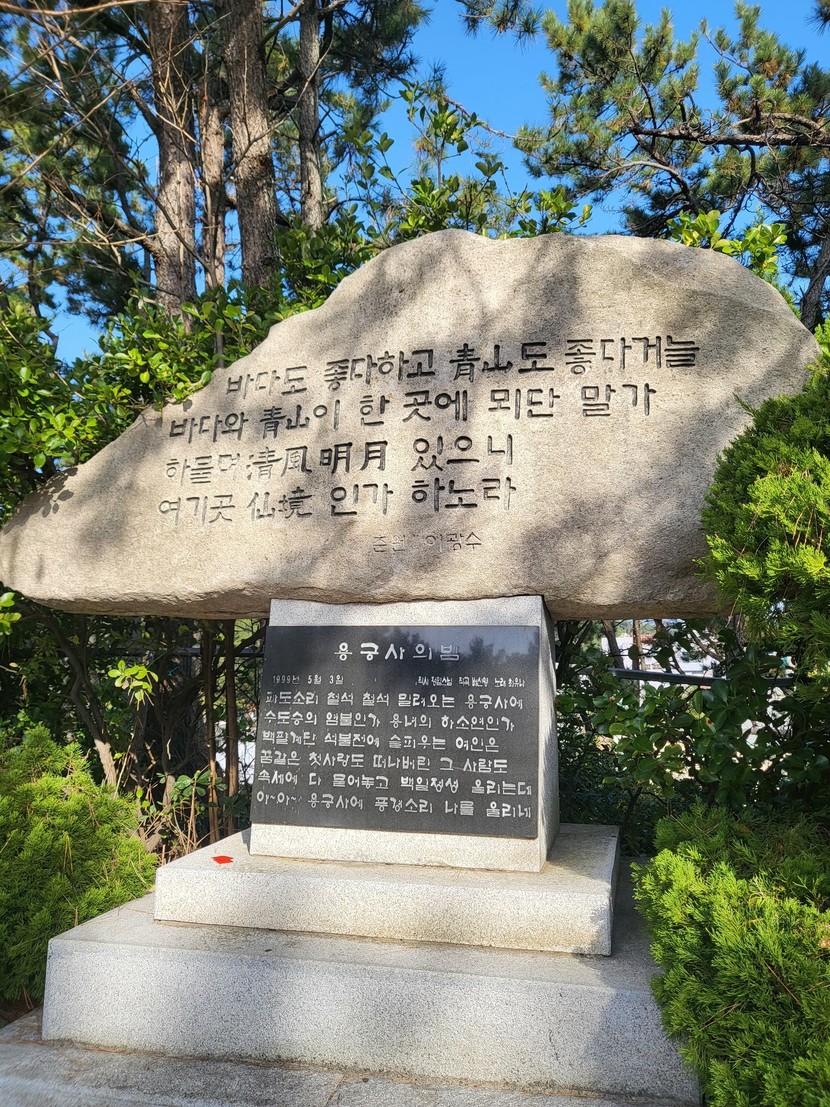 바다도 좋다하고 靑山도 좋다거늘
바다와 靑山이 한 곳에 뫼단 말가
하물며 淸風明月 있으니
여기곳 仙境 인가 하노라
춘원 이광수
용궁사의 밤
1999년 5월 3일 작곡 노래
파도소리 철석 철석 밀려오는 용궁사에
수도승의 염불인가 용녀의 하소연인가
백팔계단 석불전에 슬피우는 여인은
꿈같은 첫사랑도 떠나버린 그 사람도
속세에 다 묻어놓고 백일정성 올리는데
아~아~ 용궁사에 풍경소리 나를 울리네